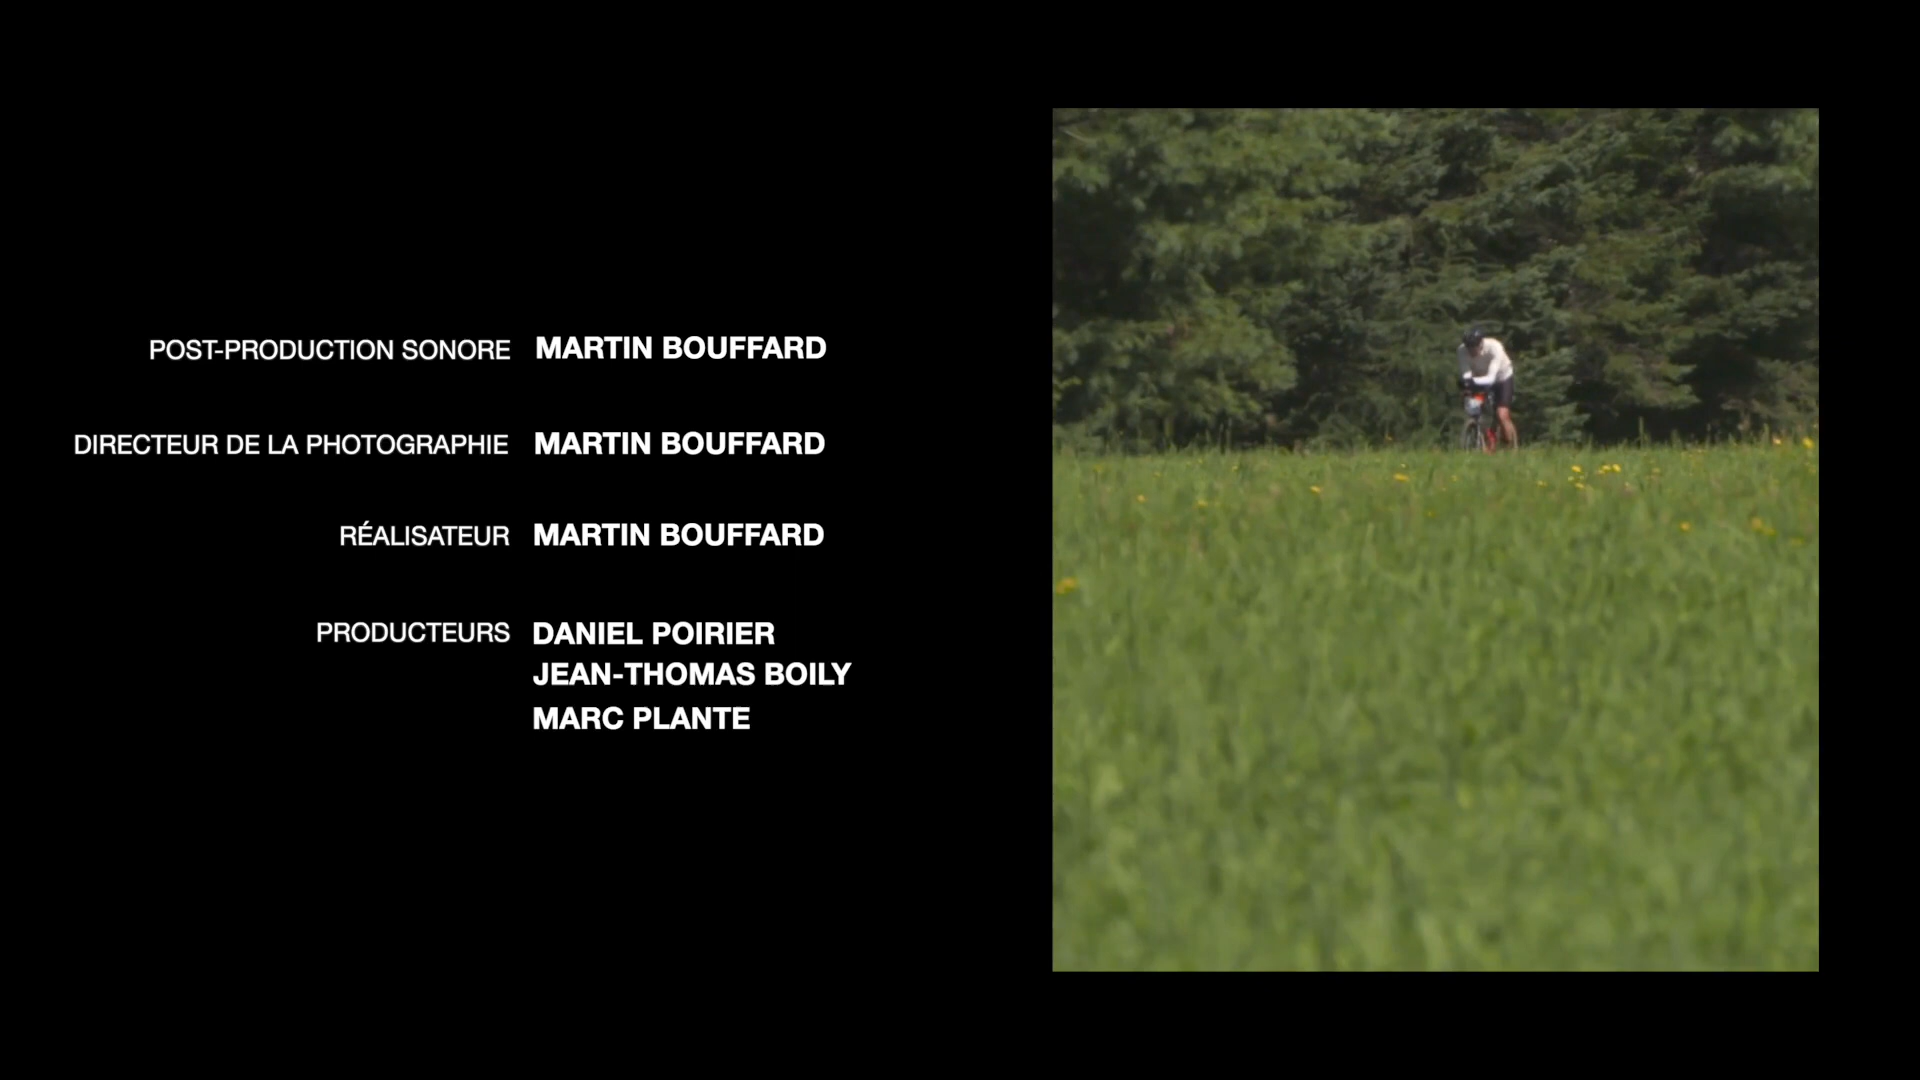 POST-PRODUCTION SONORE MARTIN BOUFFARD
DIRECTEUR DE LA PHOTOGRAPHIE MARTIN BOUFFARD
RÉALISATEUR MARTIN BOUFFARD
PRODUCTEURS DANIEL POIRIER
JEAN-THOMAS BOILY
MARC PLANTE